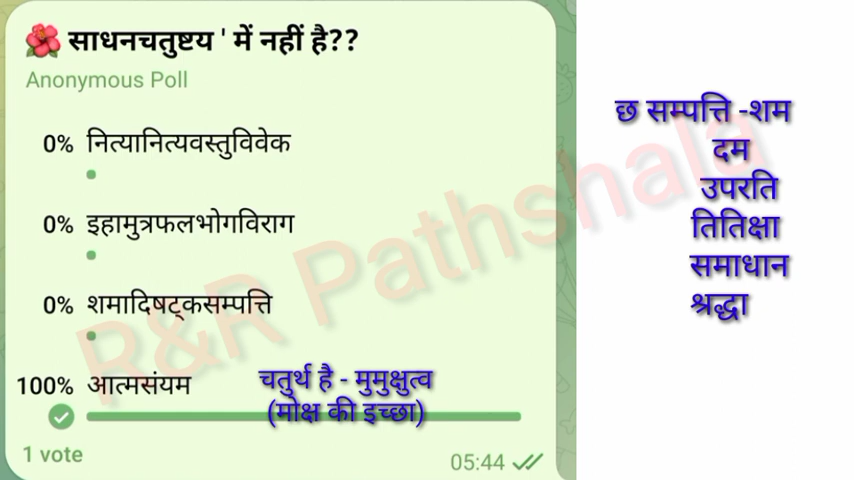 साधनचतुष्टय ' में नहीं है??
Anonymous Poll
0% नित्यानित्यवस्तुविवेक
0% इहामुत्रफलभोगविराग
0% शमादिषट्कसम्पत्ति
100% आत्मसंयम
चतुर्थ है - मुमुक्षुत्व
(मोक्ष की इच्छा)
1 vote
05:44
छ सम्पत्ति -शम
दम
उपरति
तितिक्षा
समाधान
श्रद्धा
R&R Pathshala